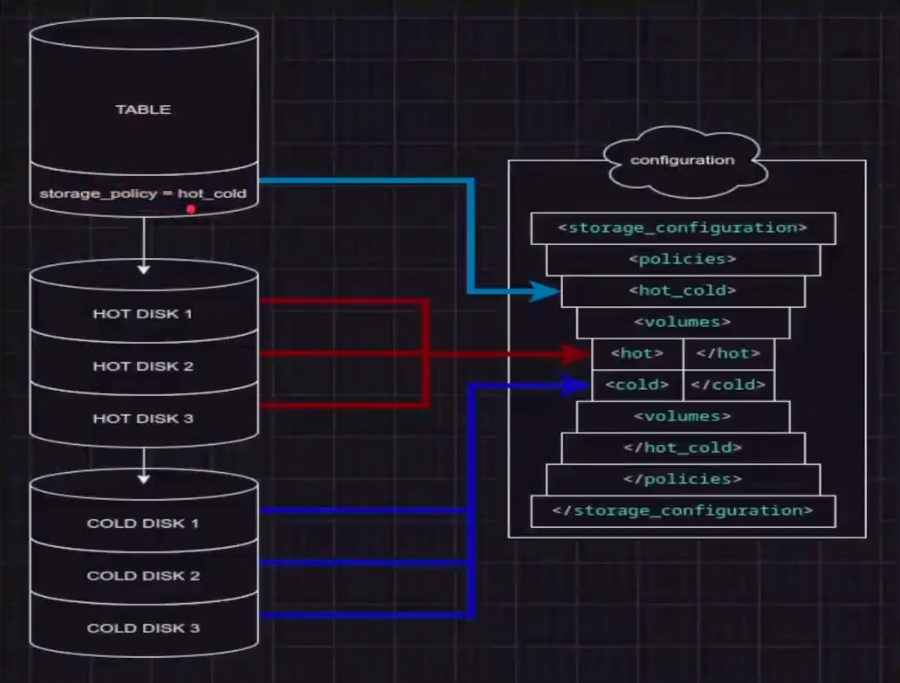 TABLE
storage_policy = hot_cold
HOT DISK 1
HOT DISK 2
HOT DISK 3
COLD DISK 1
COLD DISK 2
COLD DISK 3
configuration
<storage_configuration>
<policies>
<hot_cold>
<volumes>
<hot> </hot>
<cold> </cold>
<volumes>
</hot_cold>
</policies>
</storage_configuration>